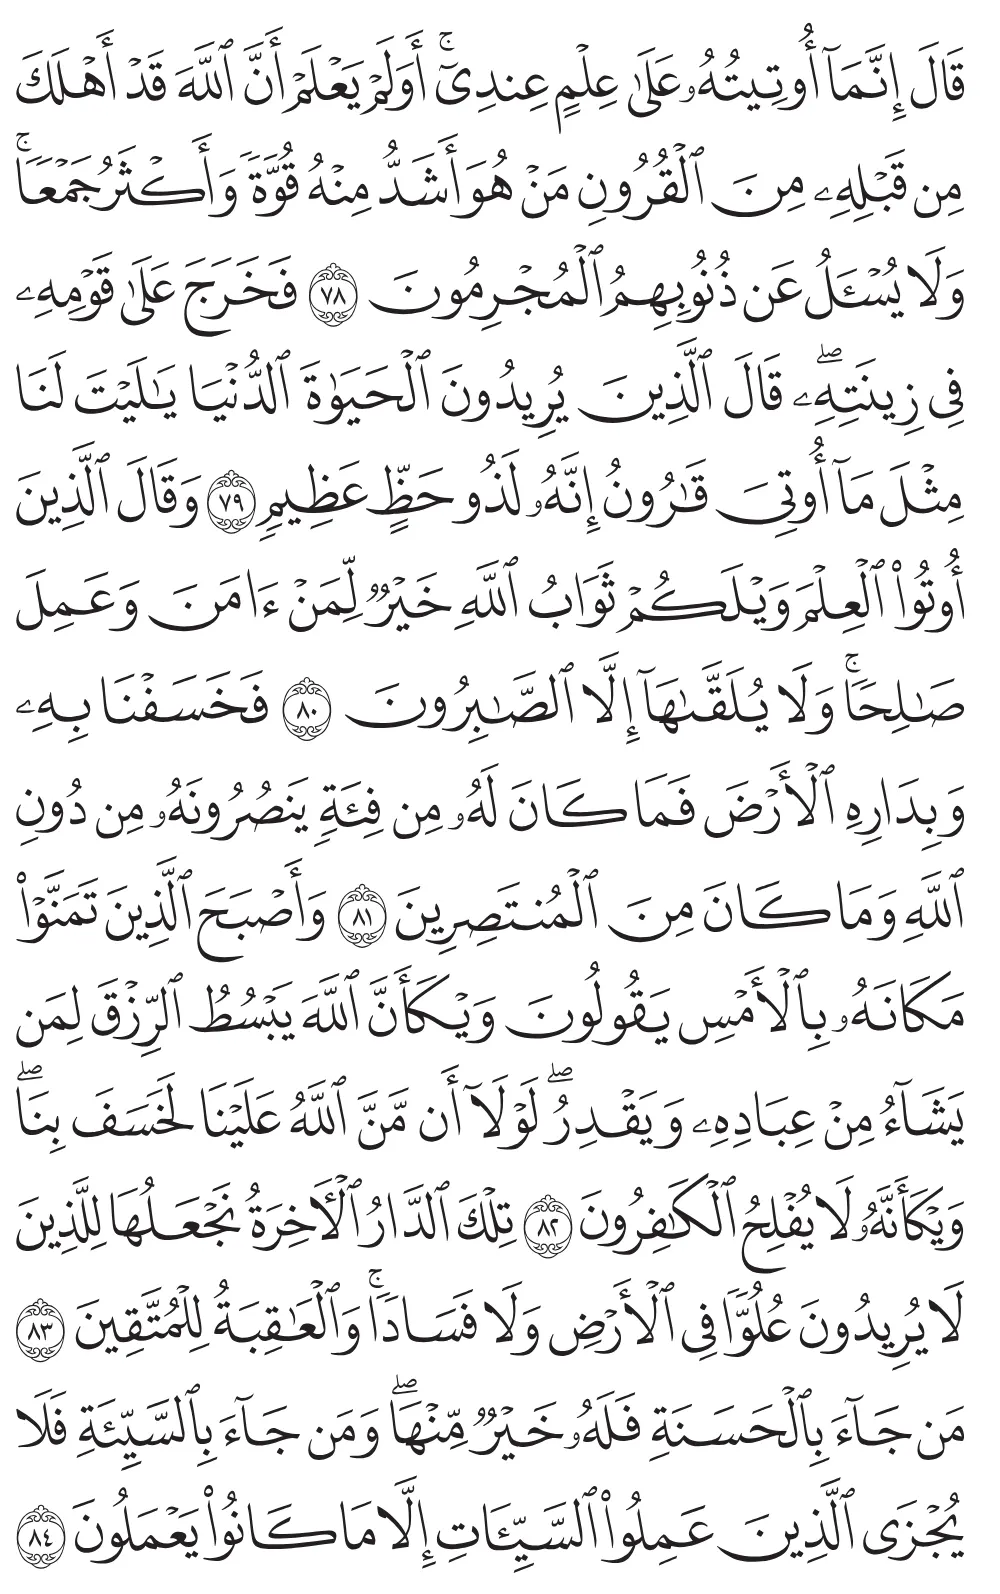 قَالَ إِنَّمَآ أُوتِيتُهُۥ عَلَىٰ عِلْمٍ عِندِىٓ ۚ أَوَلَمْ يَعْلَمْ أَنَّ ٱللَّهَ قَدْ أَهْلَكَ
مِن قَبْلِهِۦ مِنَ ٱلْقُرُونِ مَنْ هُوَ أَشَدُّ مِنْهُ قُوَّةً وَأَكْثَرُ جَمْعًا ۚ
وَلَا يُسْـَٔلُ عَن ذُنُوبِهِمُ ٱلْمُجْرِمُونَ ٧٨ فَخَرَجَ عَلَىٰ قَوْمِهِۦ
فِى زِينَتِهِۦ ۖ قَالَ ٱلَّذِينَ يُرِيدُونَ ٱلْحَيَوٰةَ ٱلدُّنْيَا يَـٰلَيْتَ لَنَا
مِثْلَ مَآ أُوتِىَ قَـٰرُونُ إِنَّهُۥ لَذُو حَظٍّ عَظِيمٍ ٧٩ وَقَالَ ٱلَّذِينَ
أُوتُوا۟ ٱلْعِلْمَ وَيْلَكُمْ ثَوَابُ ٱللَّهِ خَيْرٌ لِّمَنْ ءَامَنَ وَعَمِلَ
صَـٰلِحًا ۚ وَلَا يُلَقَّىٰهَآ إِلَّا ٱلصَّـٰبِرُونَ ٨٠ فَخَسَفْنَا بِهِۦ
وَبِدَارِهِ ٱلْأَرْضَ فَمَا كَانَ لَهُۥ مِن فِئَةٍ يَنصُرُونَهُۥ مِن دُونِ
ٱللَّهِ وَمَا كَانَ مِنَ ٱلْمُنتَصِرِينَ ٨١ وَأَصْبَحَ ٱلَّذِينَ تَمَنَّوْا۟
مَكَانَهُۥ بِٱلْأَمْسِ يَقُولُونَ وَيْكَأَنَّ ٱللَّهَ يَبْسُطُ ٱلرِّزْقَ لِمَن
يَشَآءُ مِنْ عِبَادِهِۦ وَيَقْدِرُ ۖ لَوْلَآ أَن مَّنَّ ٱللَّهُ عَلَيْنَا لَخَسَفَ بِنَا ۖ
وَيْكَأَنَّهُۥ لَا يُفْلِحُ ٱلْكَـٰفِرُونَ ٨٢ تِلْكَ ٱلدَّارُ ٱلْـَٔاخِرَةُ نَجْعَلُهَا لِلَّذِينَ
لَا يُرِيدُونَ عُلُوًّا فِى ٱلْأَرْضِ وَلَا فَسَادًا ۚ وَٱلْعَـٰقِبَةُ لِلْمُتَّقِينَ ٨٣
مَن جَآءَ بِٱلْحَسَنَةِ فَلَهُۥ خَيْرٌ مِّنْهَا ۖ وَمَن جَآءَ بِٱلسَّيِّئَةِ فَلَا
يُجْزَى ٱلَّذِينَ عَمِلُوا۟ ٱلسَّيِّـَٔاتِ إِلَّا مَا كَانُوا۟ يَعْمَلُونَ ٨٤